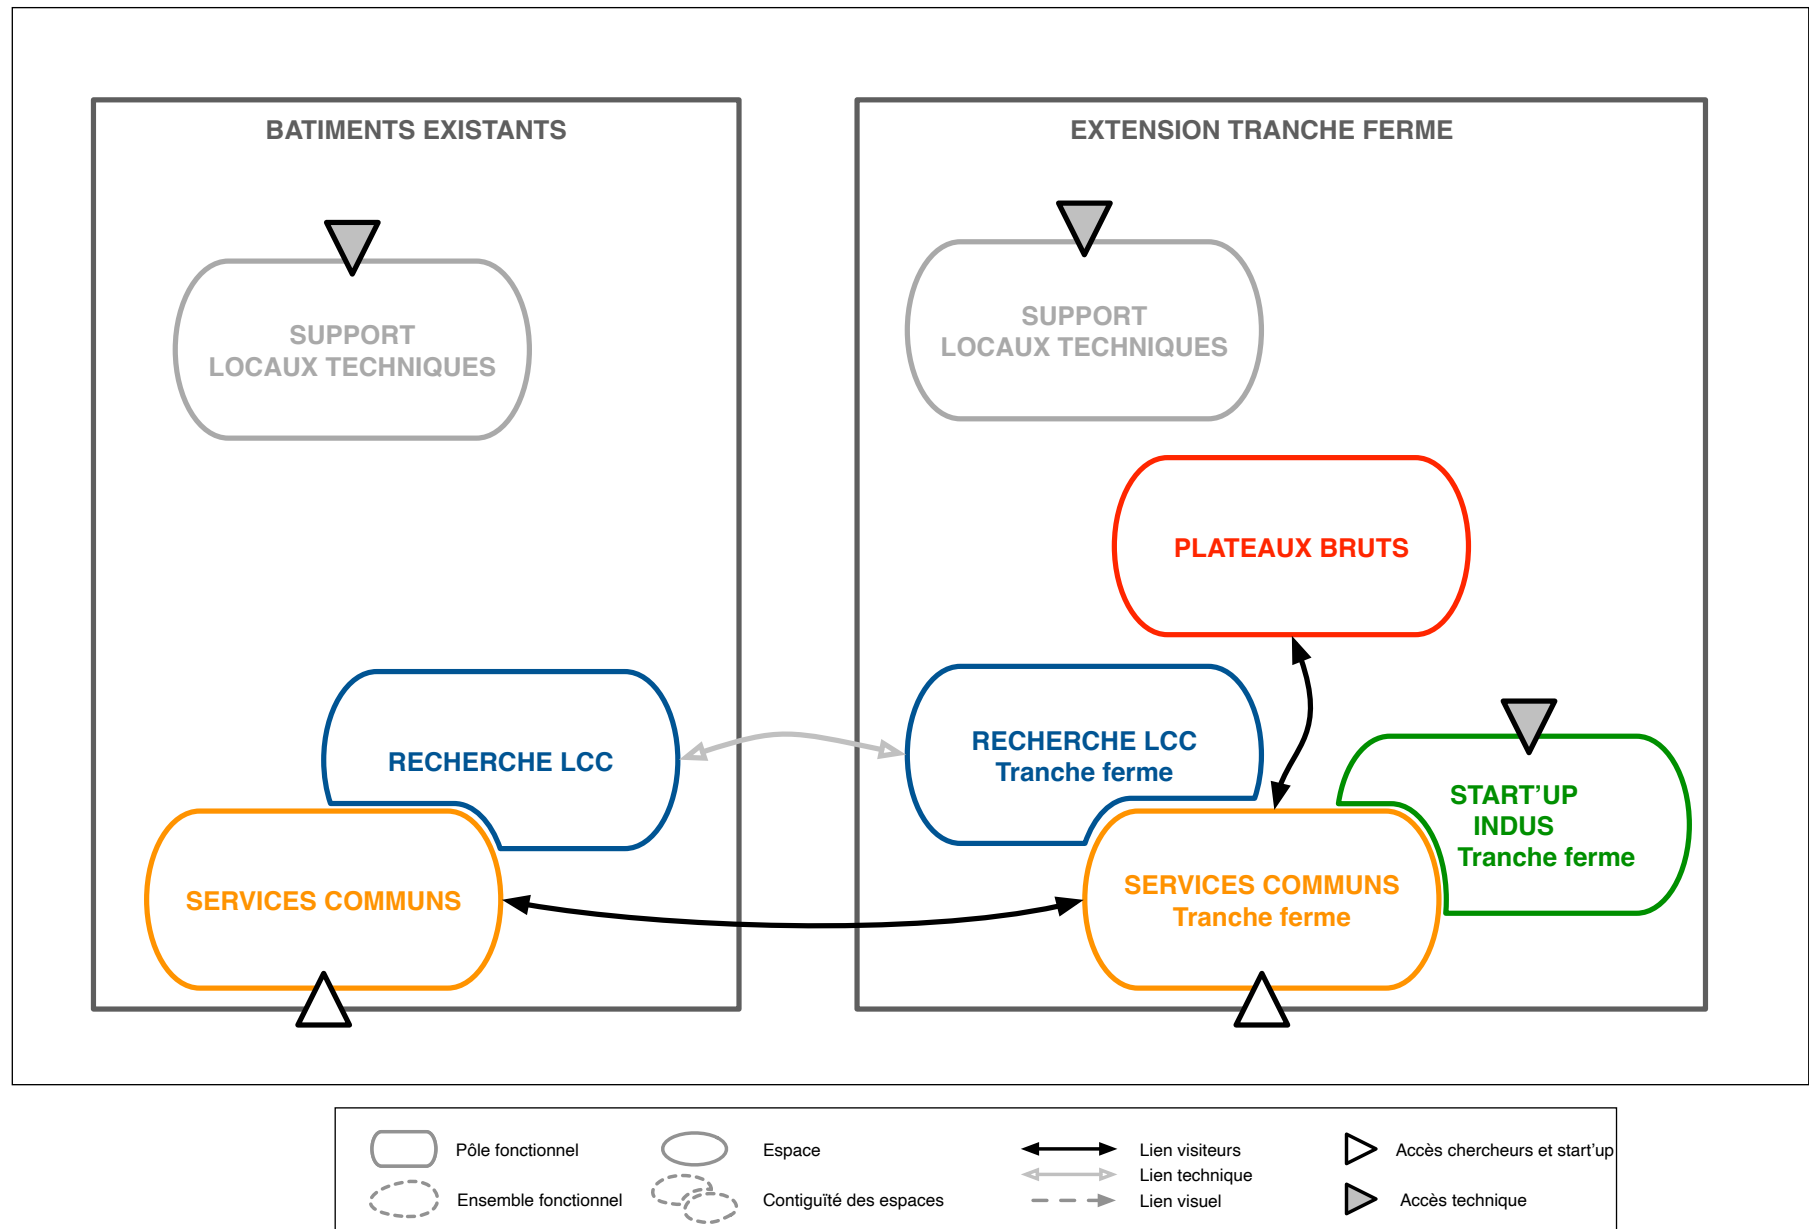 BATIMENTS EXISTANTS
SUPPORT
LOCAUX TECHNIQUES
RECHERCHE LCC
SERVICES COMMUNS
EXTENSION TRANCHE FERME
SUPPORT
LOCAUX TECHNIQUES
PLATEAUX BRUTS
RECHERCHE LCC
Tranche ferme
START'UP
INDUS
Tranche ferme
SERVICES COMMUNS
Tranche ferme
Pôle fonctionnel
Ensemble fonctionnel
Espace
Contiguïté des espaces
Lien visiteurs
Lien technique
Lien visuel
Accès chercheurs et start'up
Accès technique